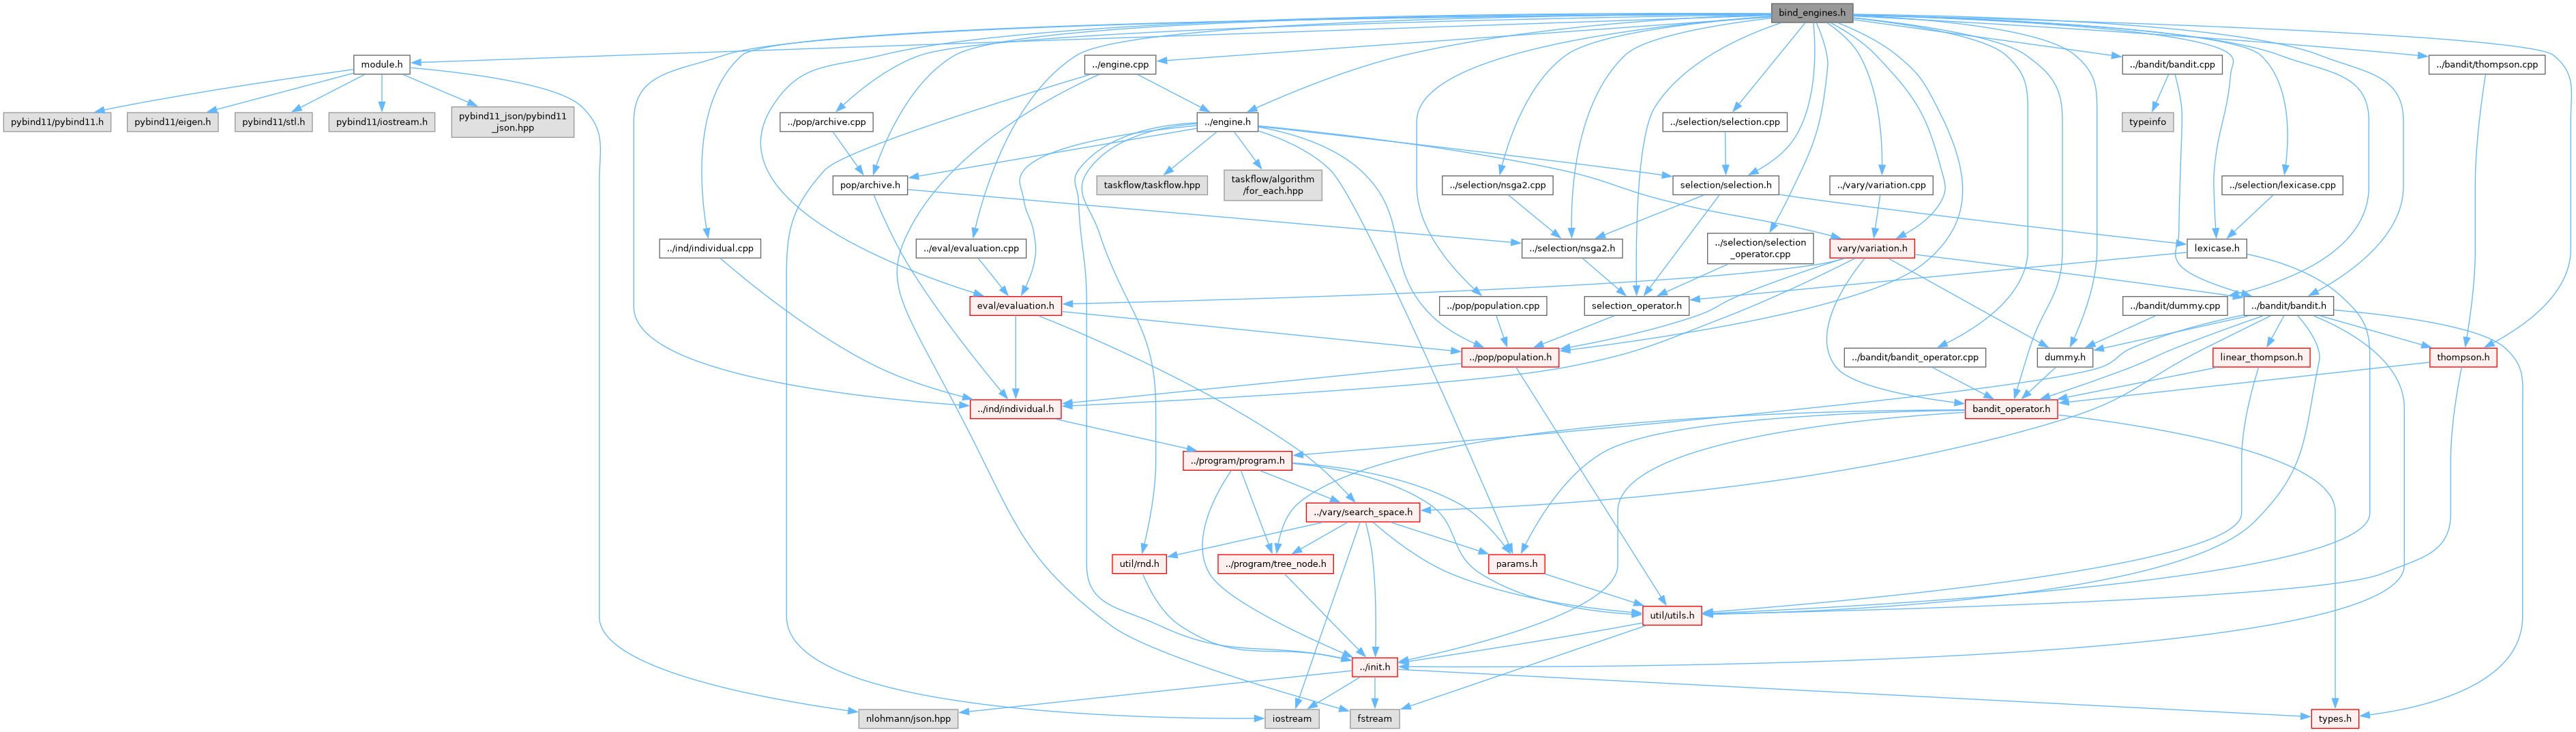 bind_engines.h
module.h
../engine.cpp
../bandit/bandit.cpp
../bandit/thompson.cpp
pybind11/pybind11.h
pybind11/eigen.h
pybind11/stl.h
pybind11/iostream.h
pybind11_json/pybind11
_json.hpp
../pop/archive.cpp
../engine.h
../selection/selection.cpp
typeinfo
pop/archive.h
taskflow/taskflow.hpp
taskflow/algorithm
/for_each.hpp
../selection/nsga2.cpp
selection/selection.h
../vary/variation.cpp
../selection/lexicase.cpp
../ind/individual.cpp
../eval/evaluation.cpp
../selection/nsga2.h
../selection/selection
_operator.cpp
vary/variation.h
lexicase.h
eval/evaluation.h
../pop/population.cpp
selection_operator.h
../bandit/dummy.cpp
../bandit/bandit.h
../pop/population.h
../bandit/bandit_operator.cpp
dummy.h
linear_thompson.h
thompson.h
../ind/individual.h
bandit_operator.h
../program/program.h
../vary/search_space.h
util/rnd.h
../program/tree_node.h
params.h
util/utils.h
../init.h
nlohmann/json.hpp
iostream
fstream
types.h